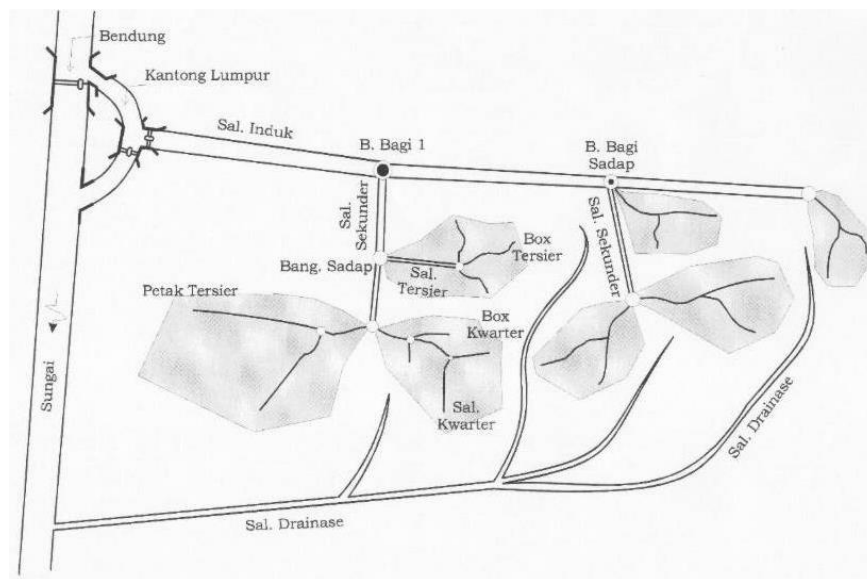 Bendung
Kantong Lumpur
Sal. Induk
B. Bagi 1
B. Bagi
Sadap
Sal.
Sekunder
Sal. Sekunder
Box
Tersier
Bang. Sadap
Sal.
Tersier
Petak Tersier
Box
Kwarter
Sungai
Sal.
Kwarter
Sal. Drainase
Sal. Drainase